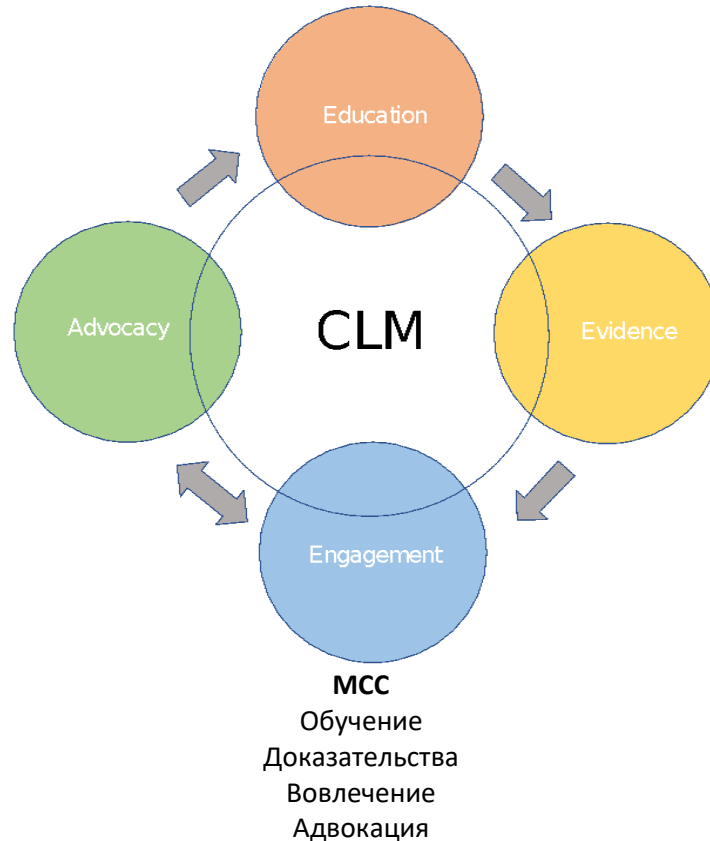 Education
Advocacy
CLM
Evidence
Engagement
МСС
Обучение
Доказательства
Вовлечение
Адвокация